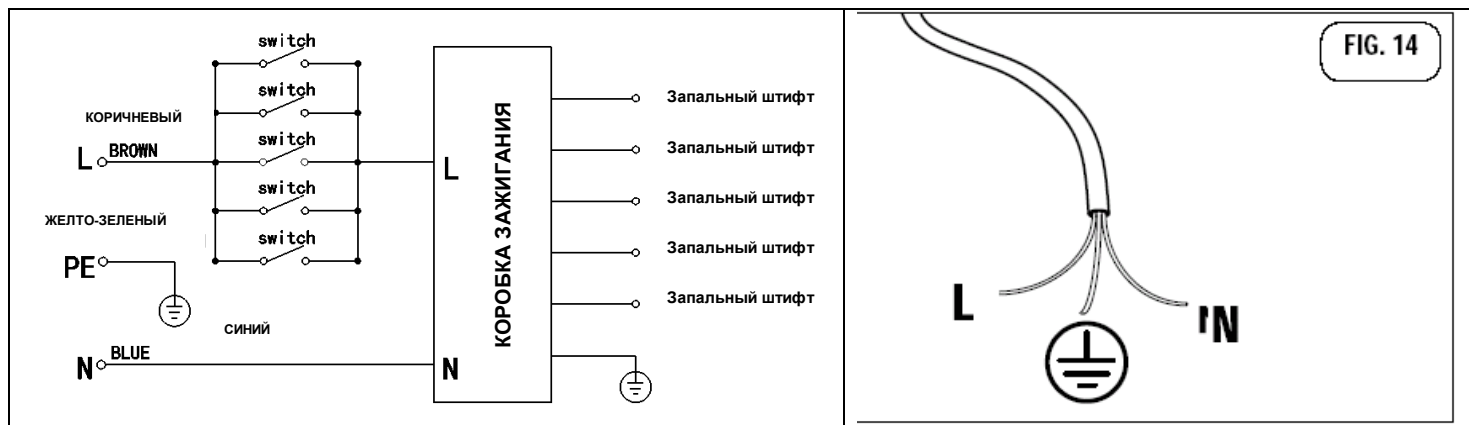 switch
switch
КОРИЧНЕВЫЙ
L BROWN
switch
L
ЖЕЛТО-ЗЕЛЕНЫЙ
switch
PE
switch
СИНИЙ
N BLUE
N
КОРОБКА ЗАЖИГАНИЯ
Запальный штифт
Запальный штифт
Запальный штифт
Запальный штифт
Запальный штифт
FIG. 14
L
N